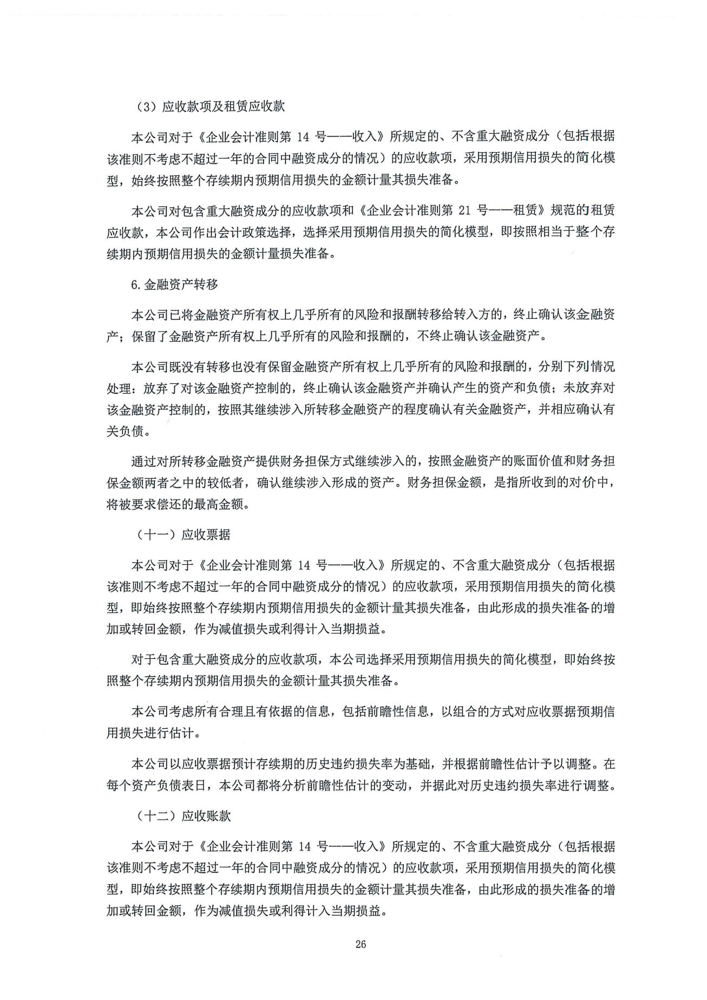 （3）应收款项及租赁应收款
本公司对于《企业会计准则第 14 号——收入》所规定的、不含重大融资成分（包括根据
该准则不考虑不超过一年的合同中融资成分的情况）的应收款项，采用预期信用损失的简化模
型，始终按照整个存续期内预期信用损失的金额计量其损失准备。
本公司对包含重大融资成分的应收款项和《企业会计准则第 21 号——租赁》规范的租赁
应收款，本公司作出会计政策选择，选择采用预期信用损失的简化模型，即按照相当于整个存
续期内预期信用损失的金额计量损失准备。
6.金融资产转移
本公司已将金融资产所有权上几乎所有的风险和报酬转移给转入方的，终止确认该金融资
产；保留了金融资产所有权上几乎所有的风险和报酬的，不终止确认该金融资产。
本公司既没有转移也没有保留金融资产所有权上几乎所有的风险和报酬的，分别下列情况
处理：放弃了对该金融资产控制的，终止确认该金融资产并确认产生的资产和负债；未放弃对
该金融资产控制的，按照其继续涉入所转移金融资产的程度确认有关金融资产，并相应确认有
关负债。
通过对所转移金融资产提供财务担保方式继续涉入的，按照金融资产的账面价值和财务担
保金额两者之中的较低者，确认继续涉入形成的资产。财务担保金额，是指所收到的对价中，
将被要求偿还的最高金额。
（十一）应收票据
本公司对于《企业会计准则第 14 号——收入》所规定的、不含重大融资成分（包括根据
该准则不考虑不超过一年的合同中融资成分的情况）的应收款项，采用预期信用损失的简化模
型，即始终按照整个存续期内预期信用损失的金额计量其损失准备，由此形成的损失准备的增
加或转回金额，作为减值损失或利得计入当期损益。
对于包含重大融资成分的应收款项，本公司选择采用预期信用损失的简化模型，即始终按
照整个存续期内预期信用损失的金额计量其损失准备。
本公司考虑所有合理且有依据的信息，包括前瞻性信息，以组合的方式对应收票据预期信
用损失进行估计。
本公司以应收票据预计存续期的历史违约损失率为基础，并根据前瞻性估计予以调整。在
每个资产负债表日，本公司都将分析前瞻性估计的变动，并据此对历史违约损失率进行调整。
（十二）应收账款
本公司对于《企业会计准则第 14 号——收入》所规定的、不含重大融资成分（包括根据
该准则不考虑不超过一年的合同中融资成分的情况）的应收款项，采用预期信用损失的简化模
型，即始终按照整个存续期内预期信用损失的金额计量其损失准备，由此形成的损失准备的增
加或转回金额，作为减值损失或利得计入当期损益。
26